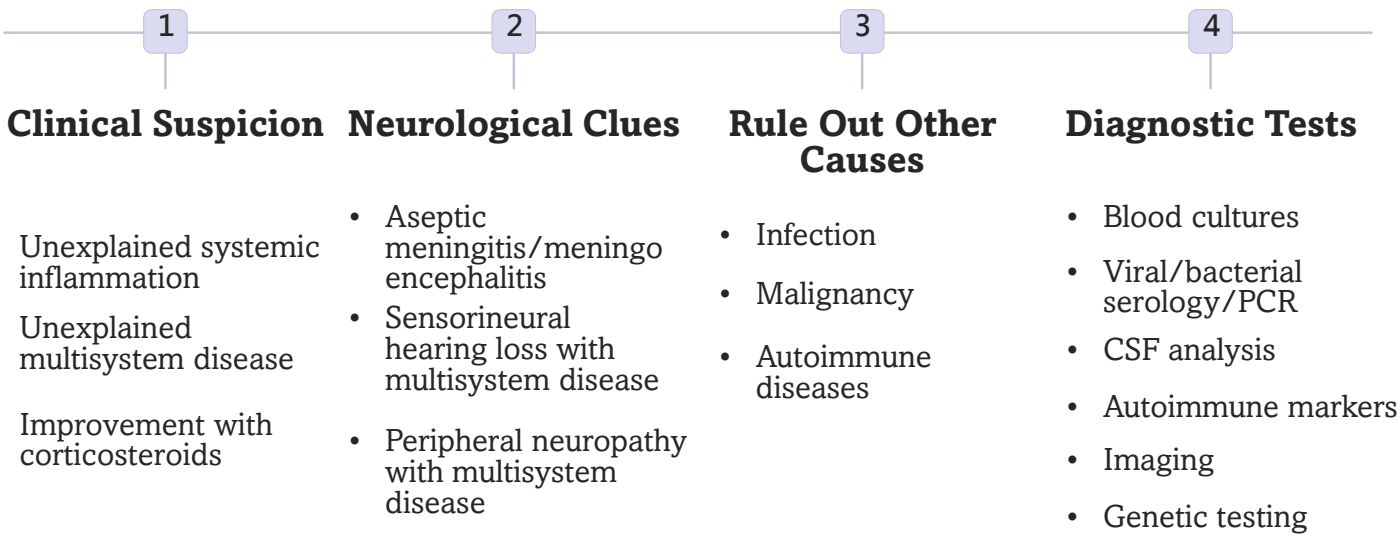 1
2
3
4
Clinical Suspicion
Unexplained systemic
inflammation
Unexplained
multisystem disease
Improvement with
corticosteroids
Neurological Clues
• Aseptic
meningitis/meningo
encephalitis
• Sensorineural
hearing loss with
multisystem disease
• Peripheral neuropathy
with multisystem
disease
Rule Out Other
Causes
• Infection
• Malignancy
• Autoimmune
diseases
Diagnostic Tests
• Blood cultures
• Viral/bacterial
serology/PCR
• CSF analysis
• Autoimmune markers
• Imaging
• Genetic testing